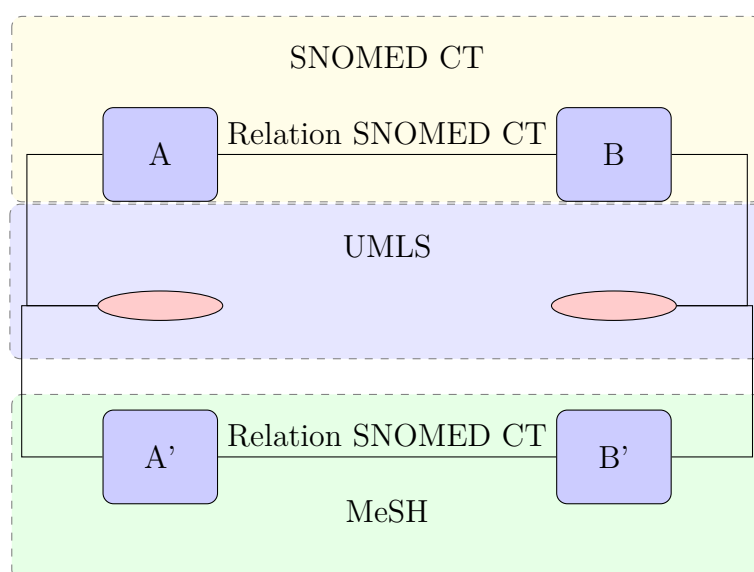 SNOMED CT
Relation SNOMED CT
A
B
UMLS
Relation SNOMED CT
A'
B'
MeSH